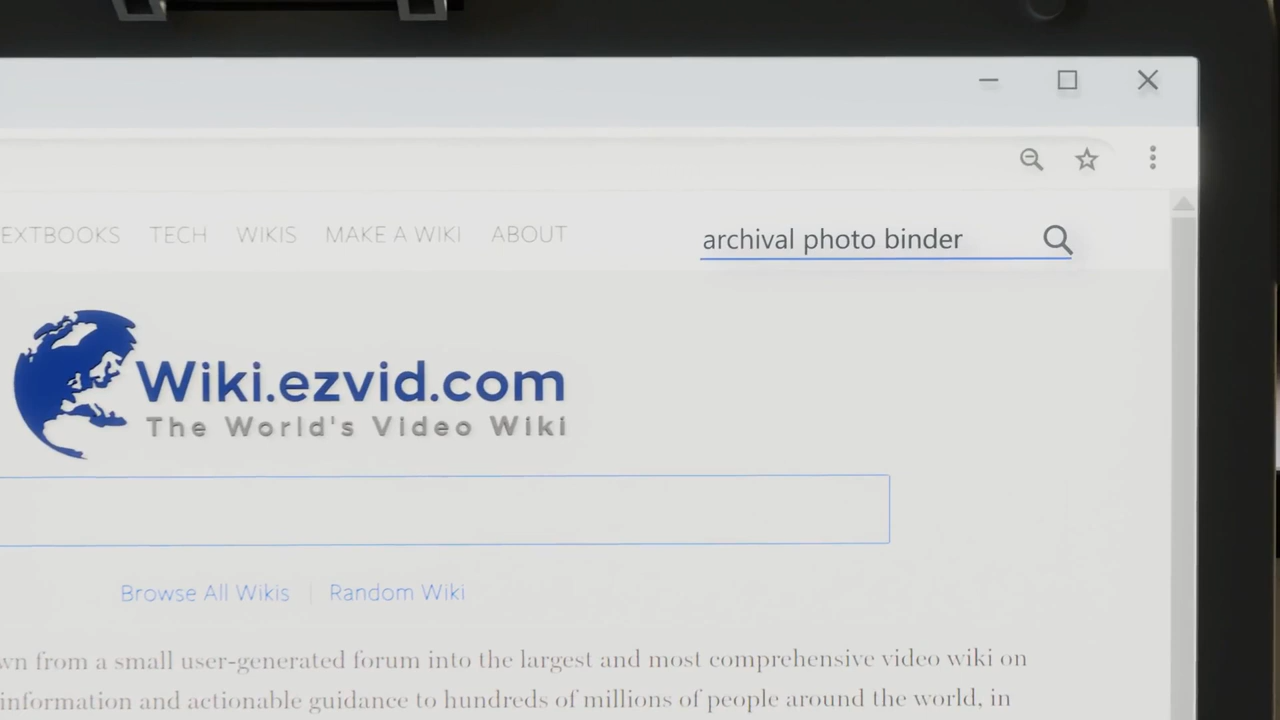 TECH WIKIS MAKE A WIKI ABOUT
archival photo binder
Wiki.ezvid.com
The World's Video Wiki
Browse All Wikis | Random Wiki
from a small user-generated forum into the largest and most comprehensive video wiki on
information and actionable guidance to hundreds of millions of people around the world, in